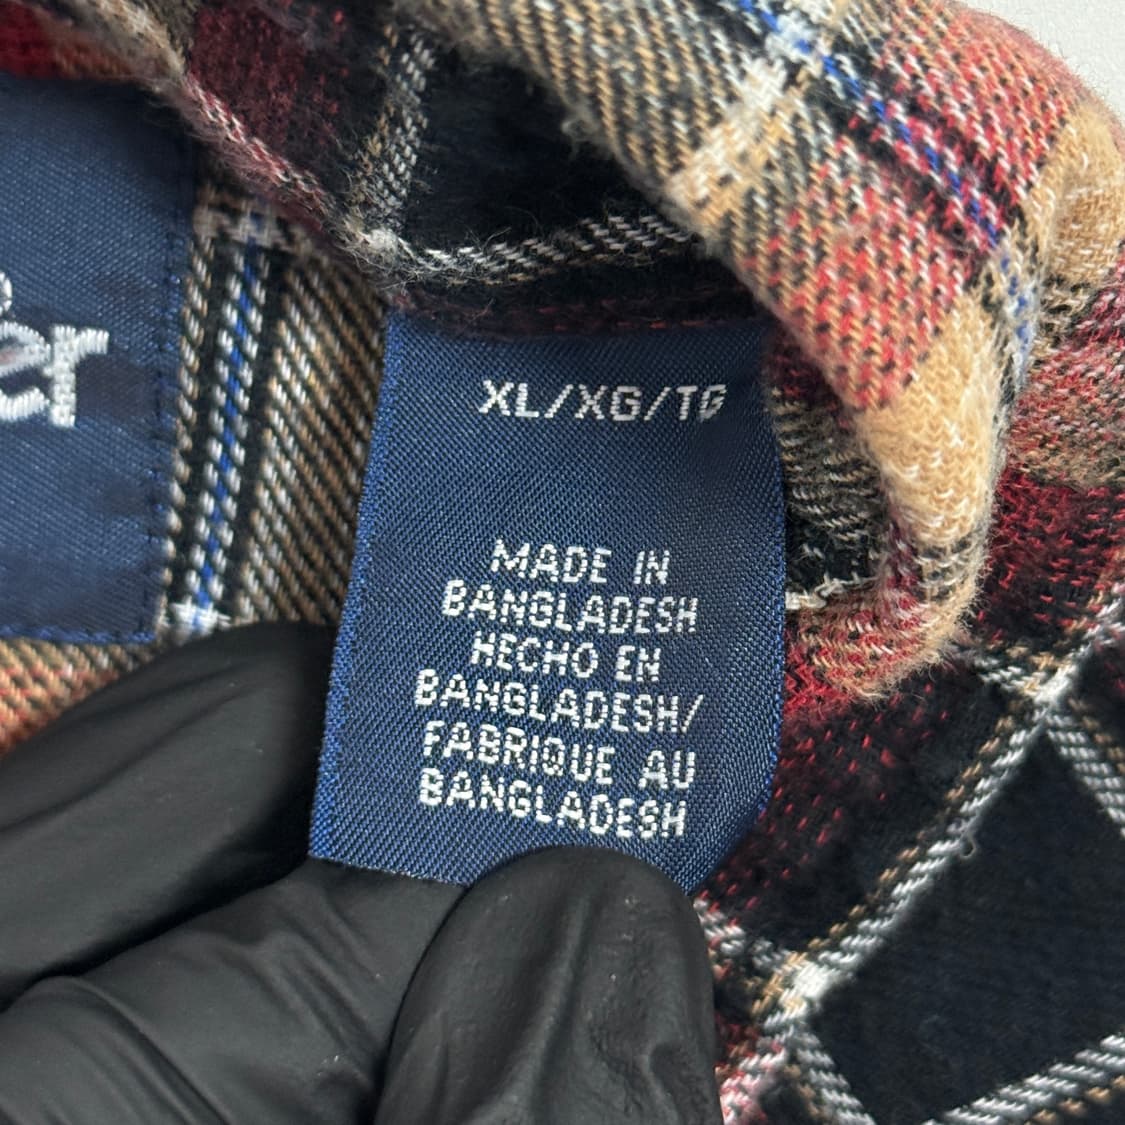 XL/XG/TG
MADE IN
BANGLADESH
HECHO EN
BANGLADESH/
FABRIQUE AU
BANGLADESH